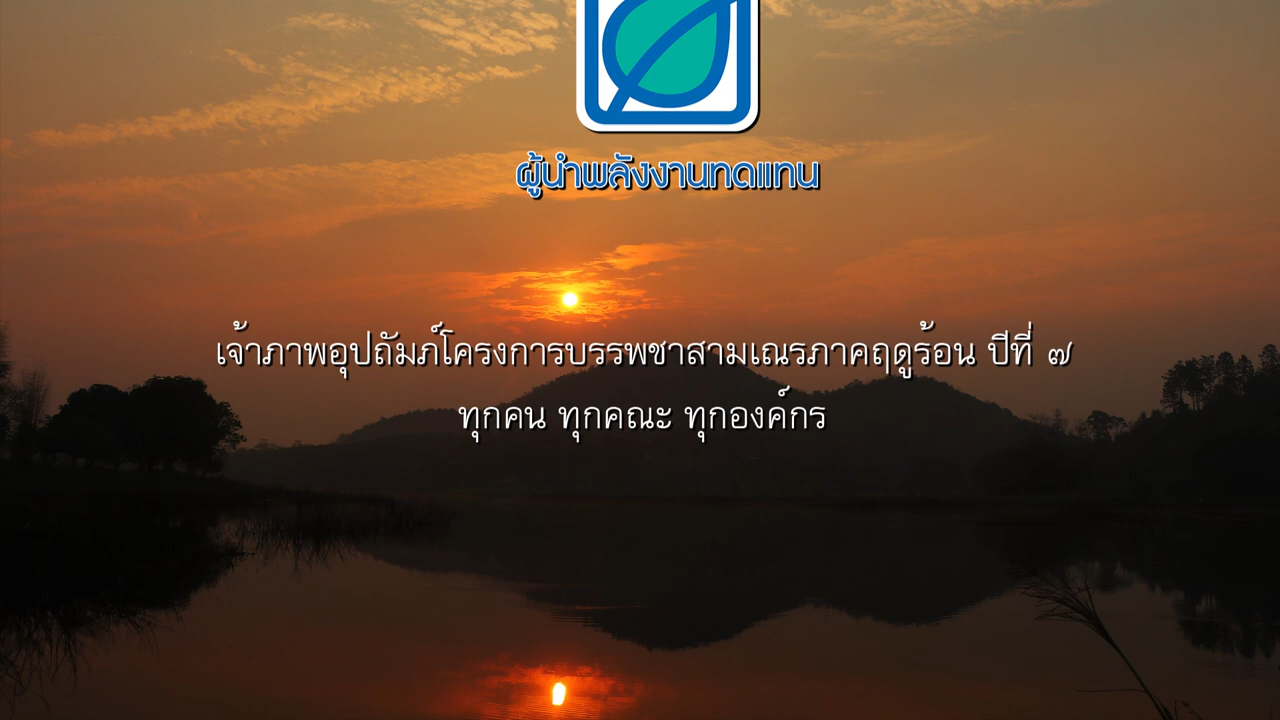 ผู้นำพลังงานทดแทน
เจ้าภาพอุปถัมภ์โครงการบรรพชาสามเณรภาคฤดูร้อน ปีที่ ๗
ทุกคน ทุกคณะ ทุกองค์กร